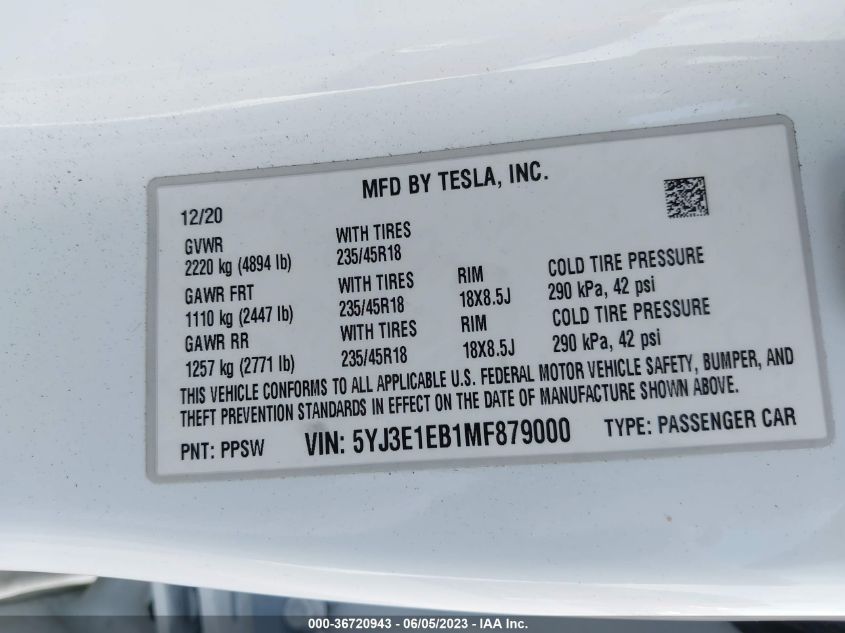 MFD BY TESLA, INC.
12/20
GVWR WITH TIRES
2220 kg (4894 lb) 235/45R18
GAWR FRT WITH TIRES RIM COLD TIRE PRESSURE
1110 kg (2447 lb) 235/45R18 18X8.5J 290 kPa, 42 psi
GAWR RR WITH TIRES RIM COLD TIRE PRESSURE
1257 kg (2771 lb) 235/45R18 18X8.5J 290 kPa, 42 psi
THIS VEHICLE CONFORMS TO ALL APPLICABLE U.S. FEDERAL MOTOR VEHICLE SAFETY, BUMPER, AND
THEFT PREVENTION STANDARDS IN EFFECT ON THE DATE OF MANUFACTURE SHOWN ABOVE.
PNT: PPSW VIN: 5YJ3E1EB1MF879000 TYPE: PASSENGER CAR
000-36720943 - 06/05/2023 - IAA Inc.